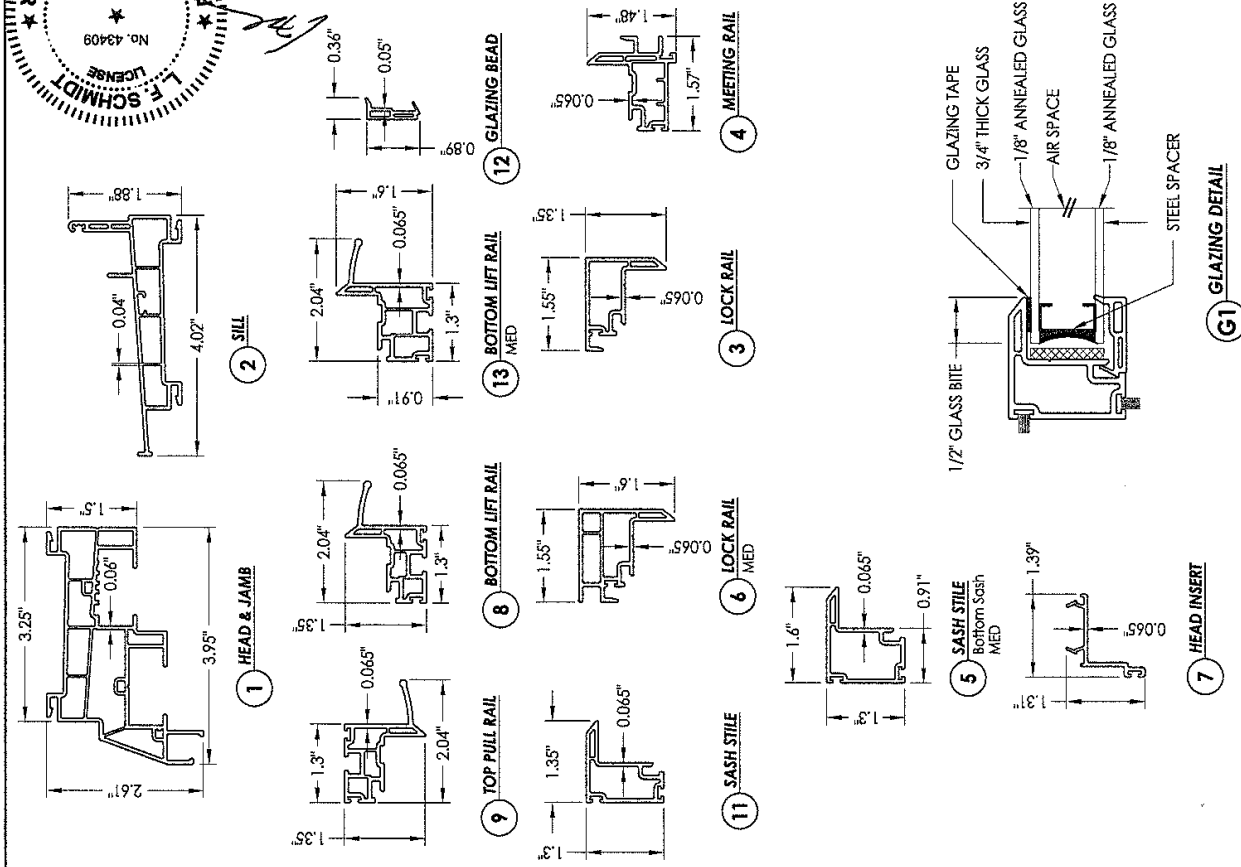 L. F. SCHMIDT
LICENSE
No. 43409
3.25"
1.5"
0.06"
2.61"
3.95"
1 HEAD & JAMB
0.04"
1.88"
4.02"
2 SILL
0.36"
0.05"
0.89"
12 GLAZING BEAD
1.48"
0.065"
1.57"
4 MEETING RAIL
1.3"
0.065"
1.35"
2.04"
9 TOP PULL RAIL
2.04"
0.065"
1.35"
1.3"
8 BOTTOM LIFT RAIL
2.04"
1.6"
0.065"
0.91"
1.3"
13 BOTTOM LIFT RAIL
MED
1.35"
0.065"
1.3"
11 SASH STILE
1.55"
1.6"
0.065"
6 LOCK RAIL
MED
1.55"
1.35"
0.065"
3 LOCK RAIL
1.6"
0.065"
1.3"
0.91"
5 SASH STILE
Bottom Sash
MED
1.39"
1.31"
0.065"
7 HEAD INSERT
1/2" GLASS BITE
GLAZING TAPE
3/4" THICK GLASS
1/8" ANNEALED GLASS
AIR SPACE
1/8" ANNEALED GLASS
STEEL SPACER
G1 GLAZING DETAIL